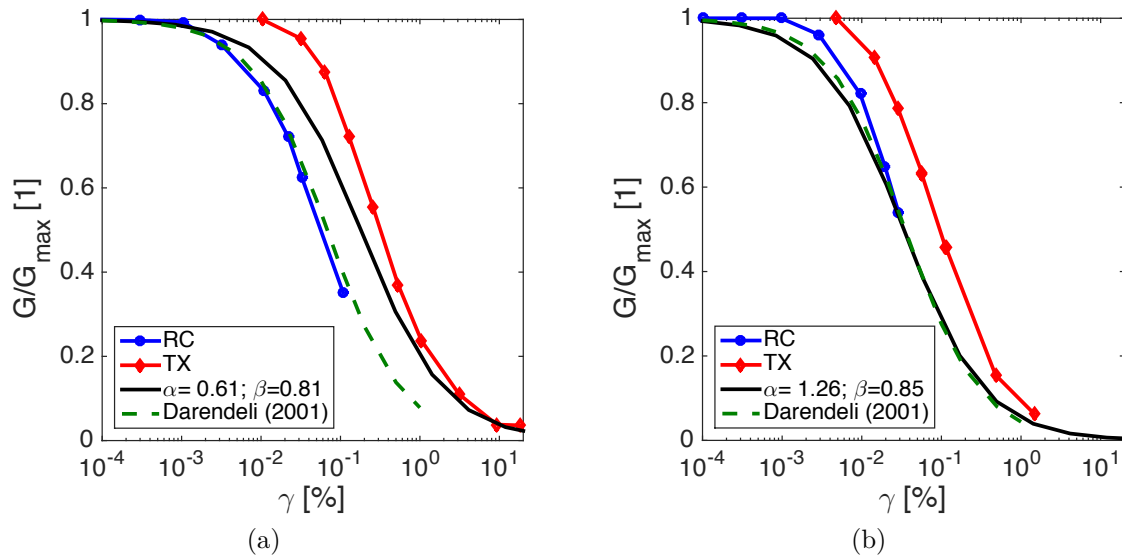 1
0.8
0.6
0.4
0.2
0
G/G_max [1]
10^-4 10^-3 10^-2 10^-1 10^0 10^1
γ [%]
RC
TX
α= 0.61; β=0.81
Darendeli (2001)
(a)
1
0.8
0.6
0.4
0.2
0
G/G_max [1]
10^-4 10^-3 10^-2 10^-1 10^0 10^1
γ [%]
RC
TX
α= 1.26; β=0.85
Darendeli (2001)
(b)